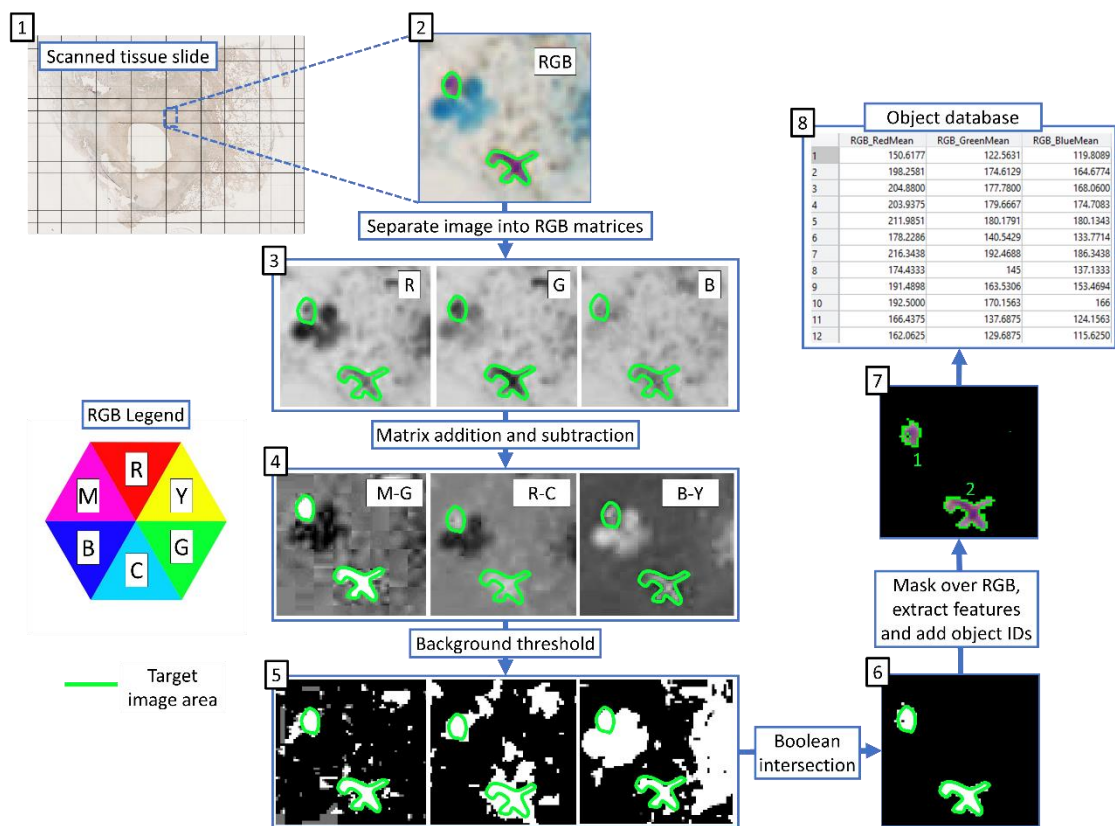 1
Scanned tissue slide
2
RGB
Separate image into RGB matrices
3
R
G
B
Matrix addition and subtraction
RGB Legend
R
M
Y
B
G
C
Target
image area
4
M-G
R-C
B-Y
Background threshold
5
Boolean
intersection
6
Mask over RGB,
extract features
and add object IDs
7
1
2
8
Object database
RGB_RedMean RGB_GreenMean RGB_BlueMean
1 150.6177 122.5631 119.8089
2 198.2581 174.6129 164.6774
3 204.8800 177.7800 168.0600
4 203.9375 179.6667 174.7083
5 211.9851 180.1791 180.1343
6 178.2286 140.5429 133.7714
7 216.3438 192.4688 186.3438
8 174.4333 145 137.1333
9 191.4898 163.5306 153.4694
10 192.5000 170.1563 166
11 166.4375 137.6875 124.1563
12 162.0625 129.6875 115.6250